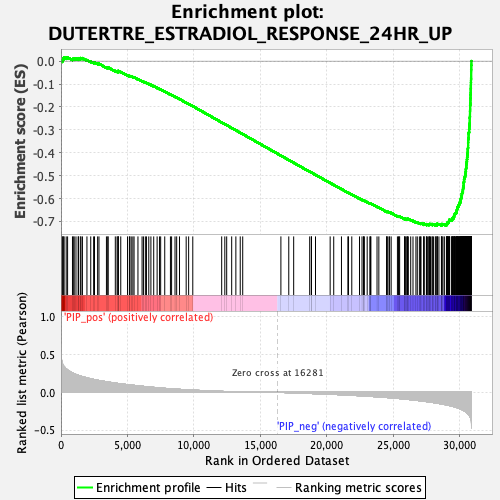 Enrichment plot:
DUTERTRE_ESTRADIOL_RESPONSE_24HR_UP
Enrichment score (ES)
0.0
-0.1
-0.2
-0.3
-0.4
-0.5
-0.6
-0.7
'PIP_pos' (positively correlated)
Ranked list metric (Pearson)
1.0
0.5
0.0
-0.5
Zero cross at 16281
'PIP_neg' (negatively correlated)
0
5,000
10,000
15,000
20,000
25,000
30,000
Rank in Ordered Dataset
Enrichment profile
Hits
Ranking metric scores